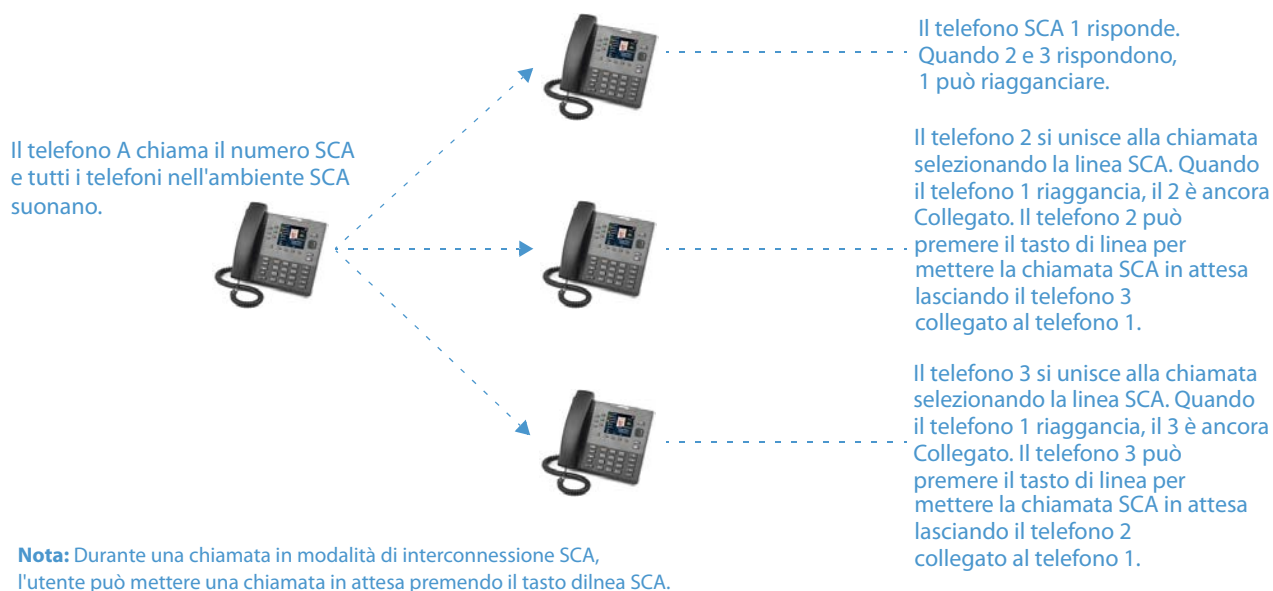 Il telefono A chiama il numero SCA
e tutti i telefoni nell'ambiente SCA
suonano.
Il telefono SCA 1 risponde.
Quando 2 e 3 rispondono,
1 può riagganciare.
Il telefono 2 si unisce alla chiamata
selezionando la linea SCA. Quando
il telefono 1 riaggancia, il 2 è ancora
Collegato. Il telefono 2 può
premere il tasto di linea per
mettere la chiamata SCA in attesa
lasciando il telefono 3
collegato al telefono 1.
Il telefono 3 si unisce alla chiamata
selezionando la linea SCA. Quando
il telefono 1 riaggancia, il 3 è ancora
Collegato. Il telefono 3 può
premere il tasto di linea per
mettere la chiamata SCA in attesa
lasciando il telefono 2
collegato al telefono 1.
Nota: Durante una chiamata in modalità di interconnessione SCA,
l'utente può mettere una chiamata in attesa premendo il tasto dilnea SCA.